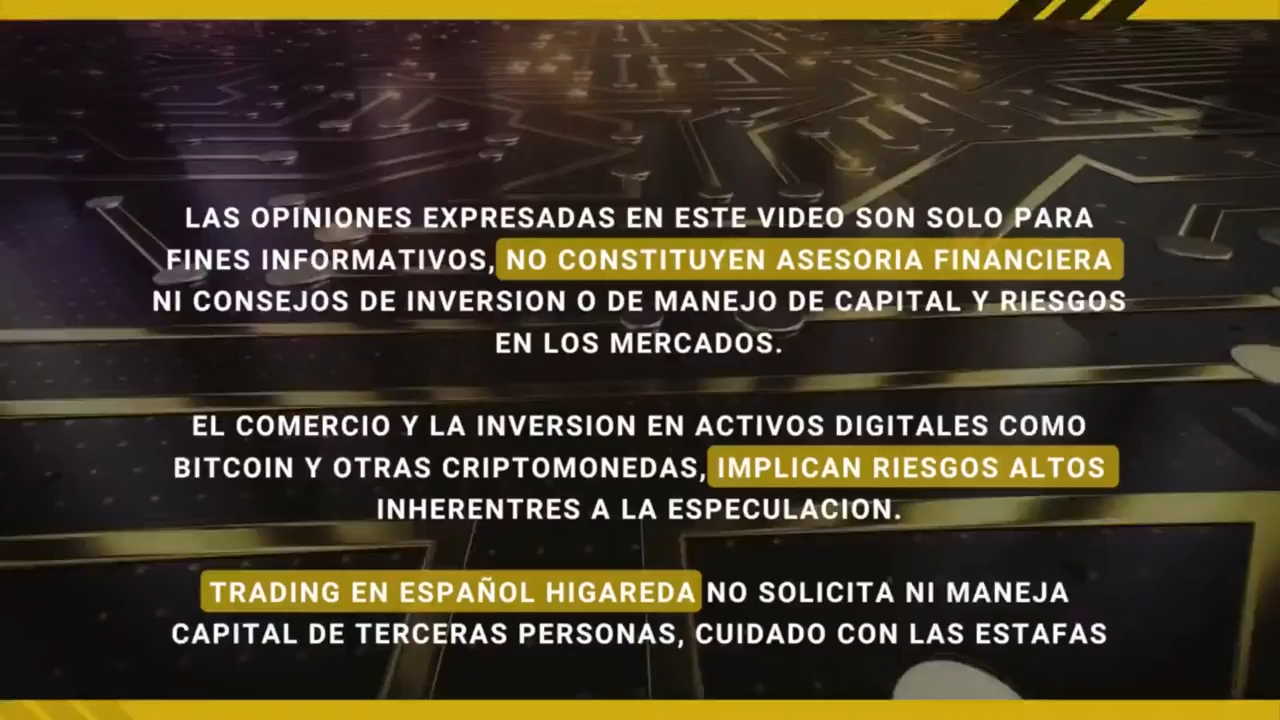 LAS OPINIONES EXPRESADAS EN ESTE VIDEO SON SOLO PARA
FINES INFORMATIVOS, NO CONSTITUYEN ASESORIA FINANCIERA
NI CONSEJOS DE INVERSION O DE MANEJO DE CAPITAL Y RIESGOS
EN LOS MERCADOS.
EL COMERCIO Y LA INVERSION EN ACTIVOS DIGITALES COMO
BITCOIN Y OTRAS CRIPTOMONEDAS, IMPLICAN RIESGOS ALTOS
INHERENTRES A LA ESPECULACION.
TRADING EN ESPAÑOL HIGAREDA NO SOLICITA NI MANEJA
CAPITAL DE TERCERAS PERSONAS, CUIDADO CON LAS ESTAFAS